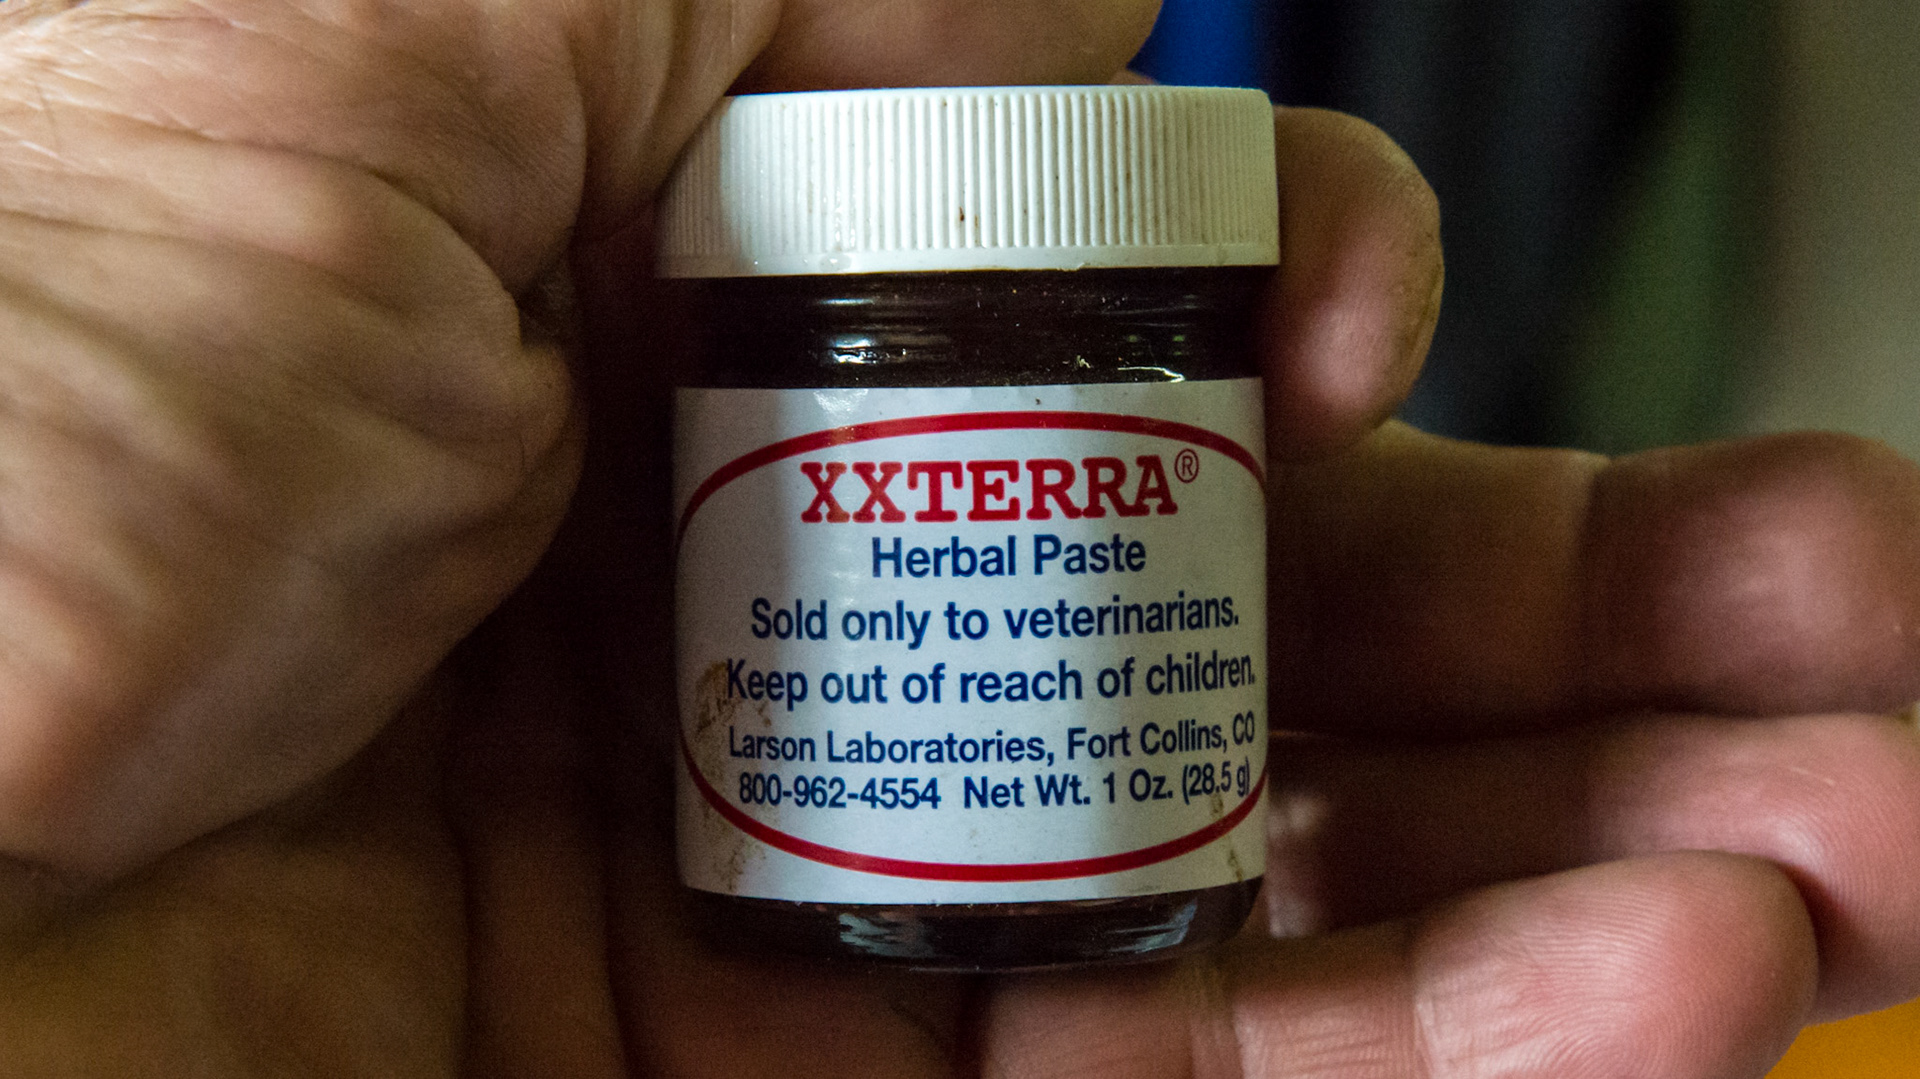 XXTERRA®
Herbal Paste
Sold only to veterinarians.
Keep out of reach of children.
Larson Laboratories, Fort Collins, CO
800-962-4554 Net Wt. 1 Oz. (28.5 g)